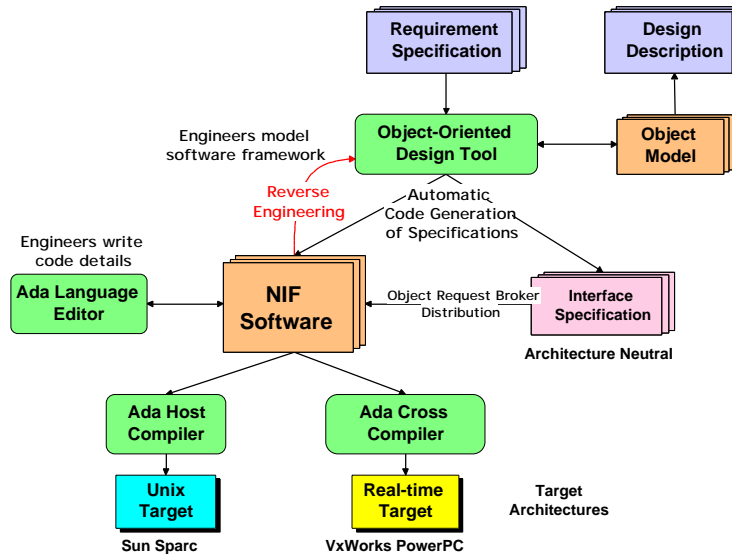 Requirement
Specification
Design
Description
Engineers model
software framework
Object-Oriented
Design Tool
Object
Model
Reverse
Engineering
Automatic
Code Generation
of Specifications
Engineers write
code details
Ada Language
Editor
NIF
Software
Object Request Broker
Distribution
Interface
Specification
Architecture Neutral
Ada Host
Compiler
Ada Cross
Compiler
Unix
Target
Real-time
Target
Target
Architectures
Sun Sparc
VxWorks PowerPC